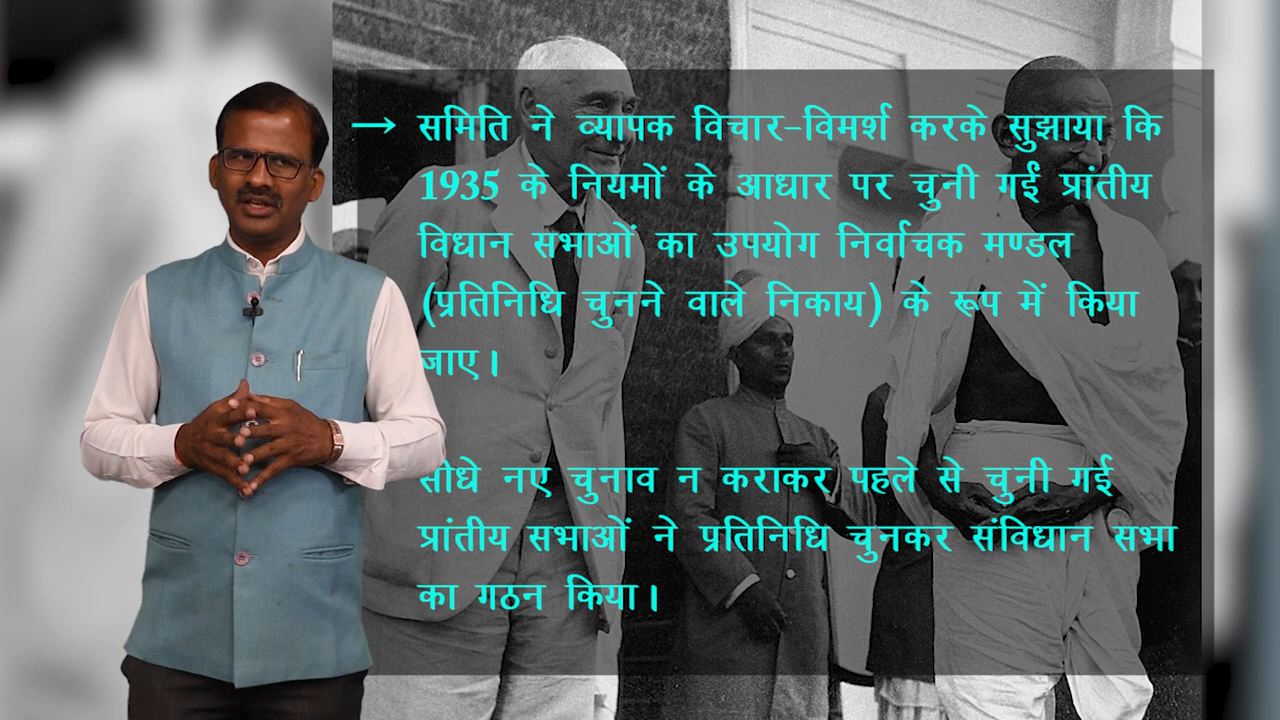 → समिति ने व्यापक विचार-विमर्श करके सुझाया कि
1935 के नियमों के आधार पर चुनी गईं प्रांतीय
विधान सभाओं का उपयोग निर्वाचक मण्डल
(प्रतिनिधि चुनने वाले निकाय) के रूप में किया
जाए।
सीधे नए चुनाव न कराकर पहले से चुनी गई
प्रांतीय सभाओं ने प्रतिनिधि चुनकर संविधान सभा
का गठन किया।